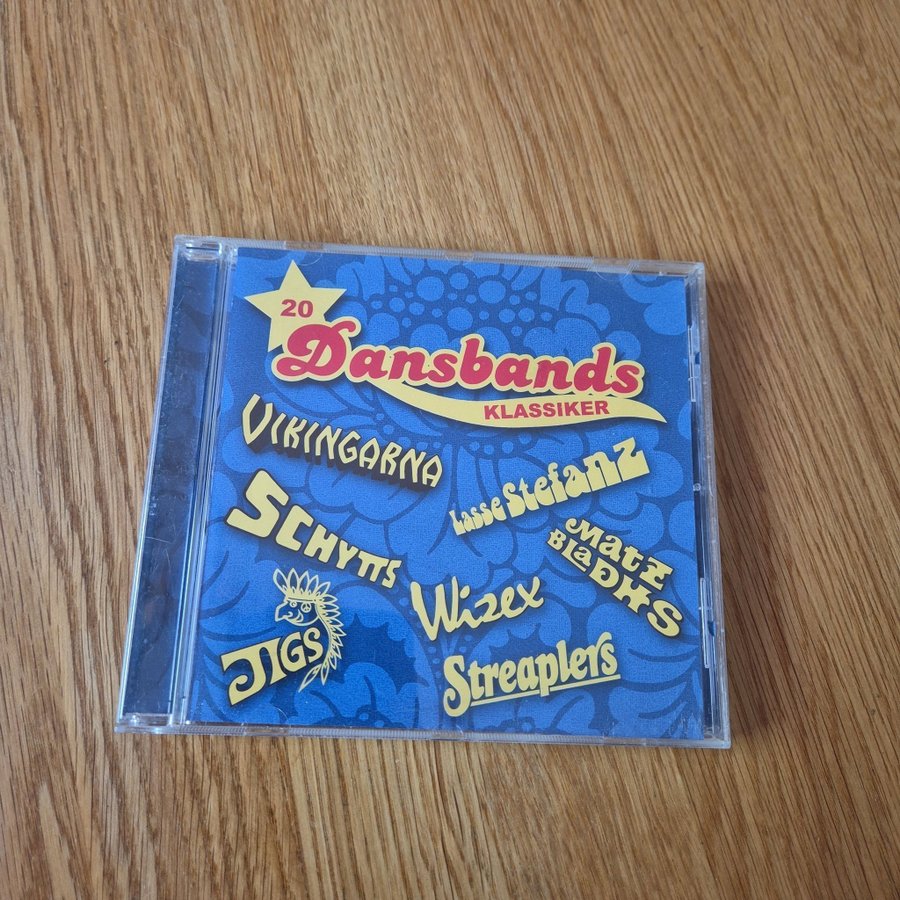 20
Dansbands
KLASSIKER
VIKINGARNA
Lasse Stefanz
SCHYTTS
Matz
BlaDHS
Wizex
JIGS
Streaplers